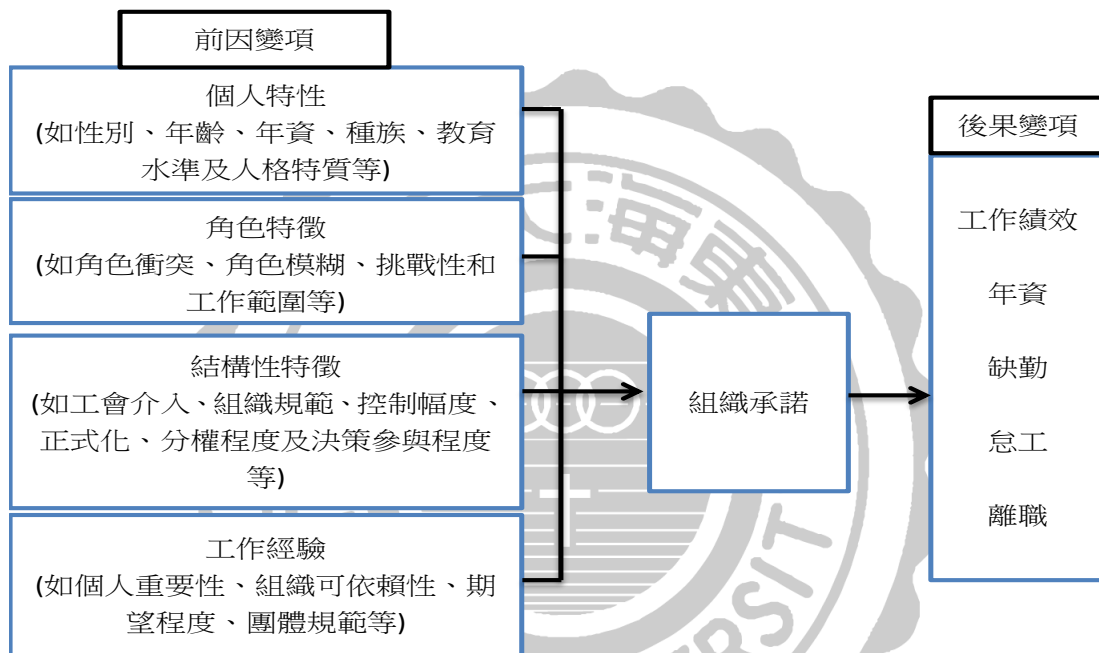 前因變項
個人特性
(如性別、年齡、年資、種族、教育
水準及人格特質等)
角色特徵
(如角色衝突、角色模糊、挑戰性和
工作範圍等)
結構性特徵
(如工會介入、組織規範、控制幅度、
正式化、分權程度及決策參與程度
等)
工作經驗
(如個人重要性、組織可依賴性、期
望程度、團體規範等)
組織承諾
後果變項
工作績效
年資
缺勤
怠工
離職
海東